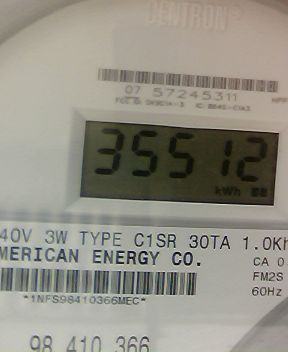 CENTRON®
07 57245311
35512
kWh
40V 3W TYPE C1SR 30TA 1.0Kh
MERICAN ENERGY CO.
CA 0.
FM2S
*1NFS98410366MEC*
60Hz
98 410 366